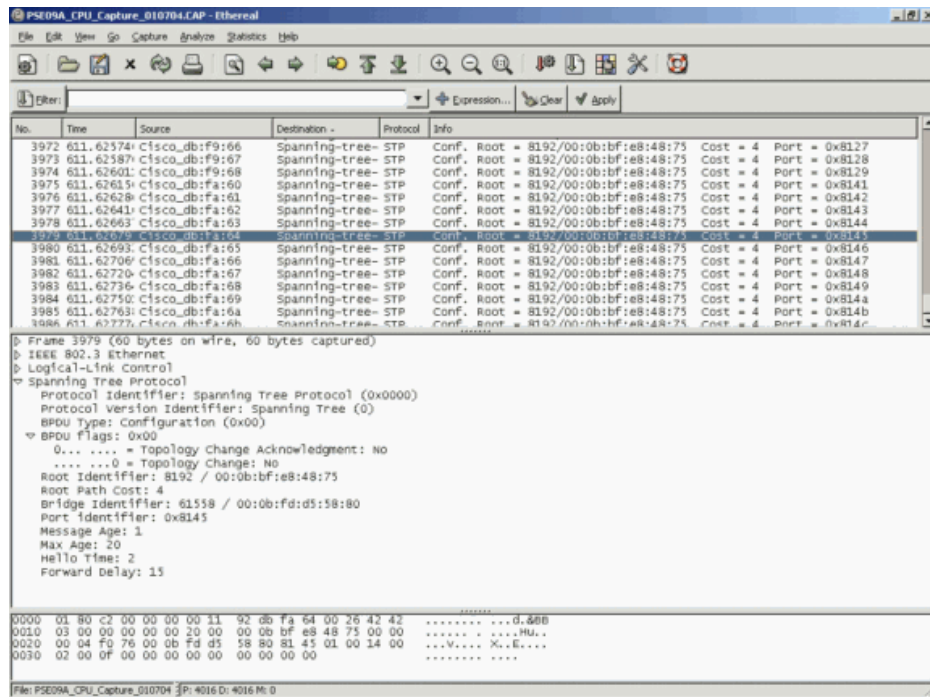 PSE09A_CPU_Capture_010704.CAP - Ethereal
File Edit View Go Capture Analyze Statistics Help
Filter: Expression... Clear Apply
No. Time Source Destination Protocol Info
3972 611.62574 Cisco_db:f9:66 Spanning-tree- STP Conf. Root = 8192/00:0b:bf:e8:48:75 Cost = 4 Port = 0x8127
3973 611.62587 Cisco_db:f9:67 Spanning-tree- STP Conf. Root = 8192/00:0b:bf:e8:48:75 Cost = 4 Port = 0x8128
3974 611.62601 Cisco_db:f9:68 Spanning-tree- STP Conf. Root = 8192/00:0b:bf:e8:48:75 Cost = 4 Port = 0x8129
3975 611.62615 Cisco_db:fa:60 Spanning-tree- STP Conf. Root = 8192/00:0b:bf:e8:48:75 Cost = 4 Port = 0x8141
3976 611.62628 Cisco_db:fa:61 Spanning-tree- STP Conf. Root = 8192/00:0b:bf:e8:48:75 Cost = 4 Port = 0x8142
3977 611.62641 Cisco_db:fa:62 Spanning-tree- STP Conf. Root = 8192/00:0b:bf:e8:48:75 Cost = 4 Port = 0x8143
3978 611.62663 Cisco_db:fa:63 Spanning-tree- STP Conf. Root = 8192/00:0b:bf:e8:48:75 Cost = 4 Port = 0x8144
3979 611.62679 Cisco_db:fa:64 Spanning-tree- STP Conf. Root = 8192/00:0b:bf:e8:48:75 Cost = 4 Port = 0x8145
3980 611.62693 Cisco_db:fa:65 Spanning-tree- STP Conf. Root = 8192/00:0b:bf:e8:48:75 Cost = 4 Port = 0x8146
3981 611.62706 Cisco_db:fa:66 Spanning-tree- STP Conf. Root = 8192/00:0b:bf:e8:48:75 Cost = 4 Port = 0x8147
3982 611.62720 Cisco_db:fa:67 Spanning-tree- STP Conf. Root = 8192/00:0b:bf:e8:48:75 Cost = 4 Port = 0x8148
3983 611.62736 Cisco_db:fa:68 Spanning-tree- STP Conf. Root = 8192/00:0b:bf:e8:48:75 Cost = 4 Port = 0x8149
3984 611.62750 Cisco_db:fa:69 Spanning-tree- STP Conf. Root = 8192/00:0b:bf:e8:48:75 Cost = 4 Port = 0x814a
3985 611.62763 Cisco_db:fa:6a Spanning-tree- STP Conf. Root = 8192/00:0b:bf:e8:48:75 Cost = 4 Port = 0x814b
3986 611.62777 Cisco_db:fa:6b Spanning-tree- STP Conf. Root = 8192/00:0b:bf:e8:48:75 Cost = 4 Port = 0x814c
Frame 3979 (60 bytes on wire, 60 bytes captured)
IEEE 802.3 Ethernet
Logical-Link Control
Spanning Tree Protocol
Protocol Identifier: Spanning Tree Protocol (0x0000)
Protocol Version Identifier: Spanning Tree (0)
BPDU Type: Configuration (0x00)
BPDU flags: 0x00
0... .... = Topology Change Acknowledgment: No
.... ...0 = Topology Change: No
Root Identifier: 8192 / 00:0b:bf:e8:48:75
Root Path Cost: 4
Bridge Identifier: 61558 / 00:0b:fd:d5:58:80
Port identifier: 0x8145
Message Age: 1
Max Age: 20
Hello Time: 2
Forward Delay: 15
0000 01 80 c2 00 00 00 00 11 92 db fa 64 00 26 42 42 ........ ...d.&BB
0010 03 00 00 00 00 00 20 00 00 0b bf e8 48 75 00 00 ...... . ....Hu..
0020 00 04 f0 76 00 0b fd d5 58 80 81 45 01 00 14 00 ...v.... X..E....
0030 02 00 0f 00 00 00 00 00 00 00 00 00 ........ ....
File: PSE09A_CPU_Capture_010704 P: 4016 D: 4016 M: 0